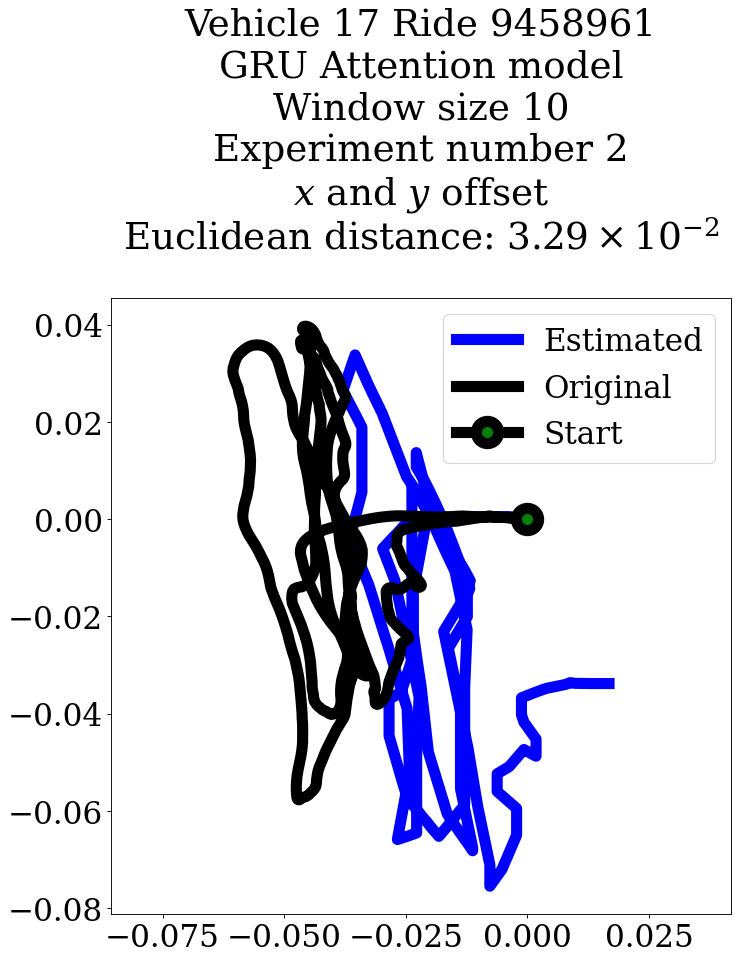 Vehicle 17 Ride 9458961
GRU Attention model
Window size 10
Experiment number 2
x and y offset
Euclidean distance: 3.29 × 10⁻²
Estimated
Original
Start
0.04
0.02
0.00
−0.02
−0.04
−0.06
−0.08
−0.075 −0.050 −0.025 0.000 0.025